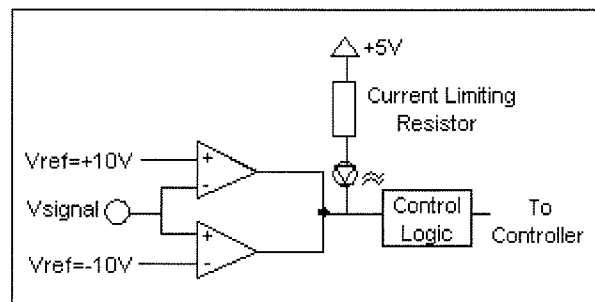 +5V
Current Limiting
Resistor
Vref=+10V
+
-
Vsignal
+
-
Vref=-10V
Control
Logic
To
Controller